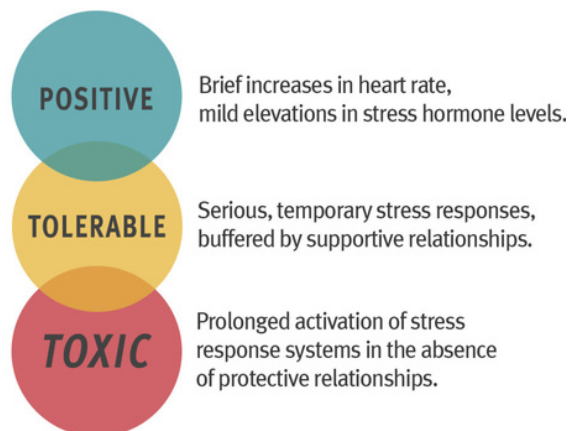 POSITIVE
Brief increases in heart rate,
mild elevations in stress hormone levels.
TOLERABLE
Serious, temporary stress responses,
buffered by supportive relationships.
TOXIC
Prolonged activation of stress
response systems in the absence
of protective relationships.